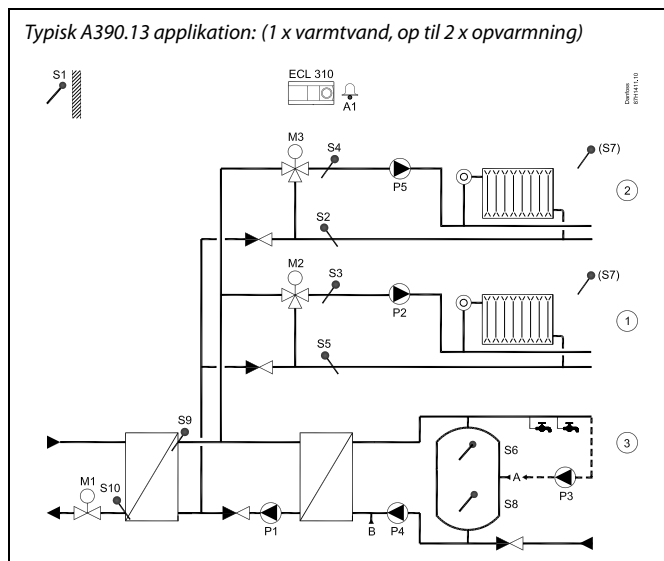 Typisk A390.13 applikation: (1 x varmtvand, op til 2 x opvarmning)
S1
ECL 310
A1
Danfoss
87H1411.10
M3
S4
P5
(S7)
2
S2
M2
S3
P2
(S7)
1
S5
S9
S6
3
M1
S10
A
P3
S8
P1
B
P4